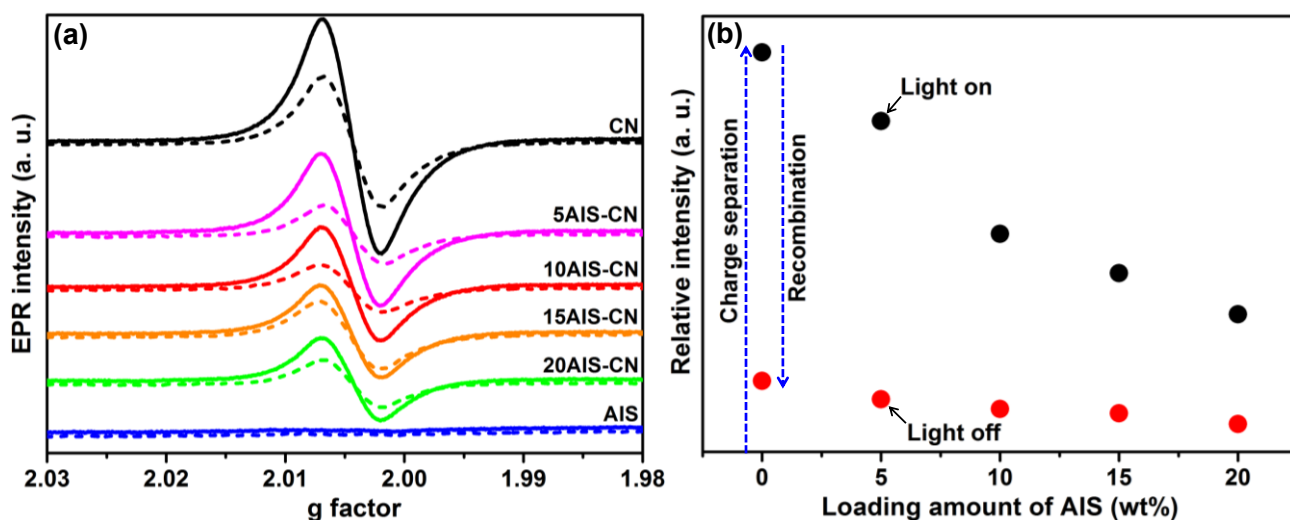 (a)
EPR intensity (a. u.)
CN
5AIS-CN
10AIS-CN
15AIS-CN
20AIS-CN
AIS
2.03
2.02
2.01
2.00
1.99
1.98
g factor
(b)
Relative intensity (a. u.)
Charge separation
Recombination
Light on
Light off
0
5
10
15
20
Loading amount of AIS (wt%)